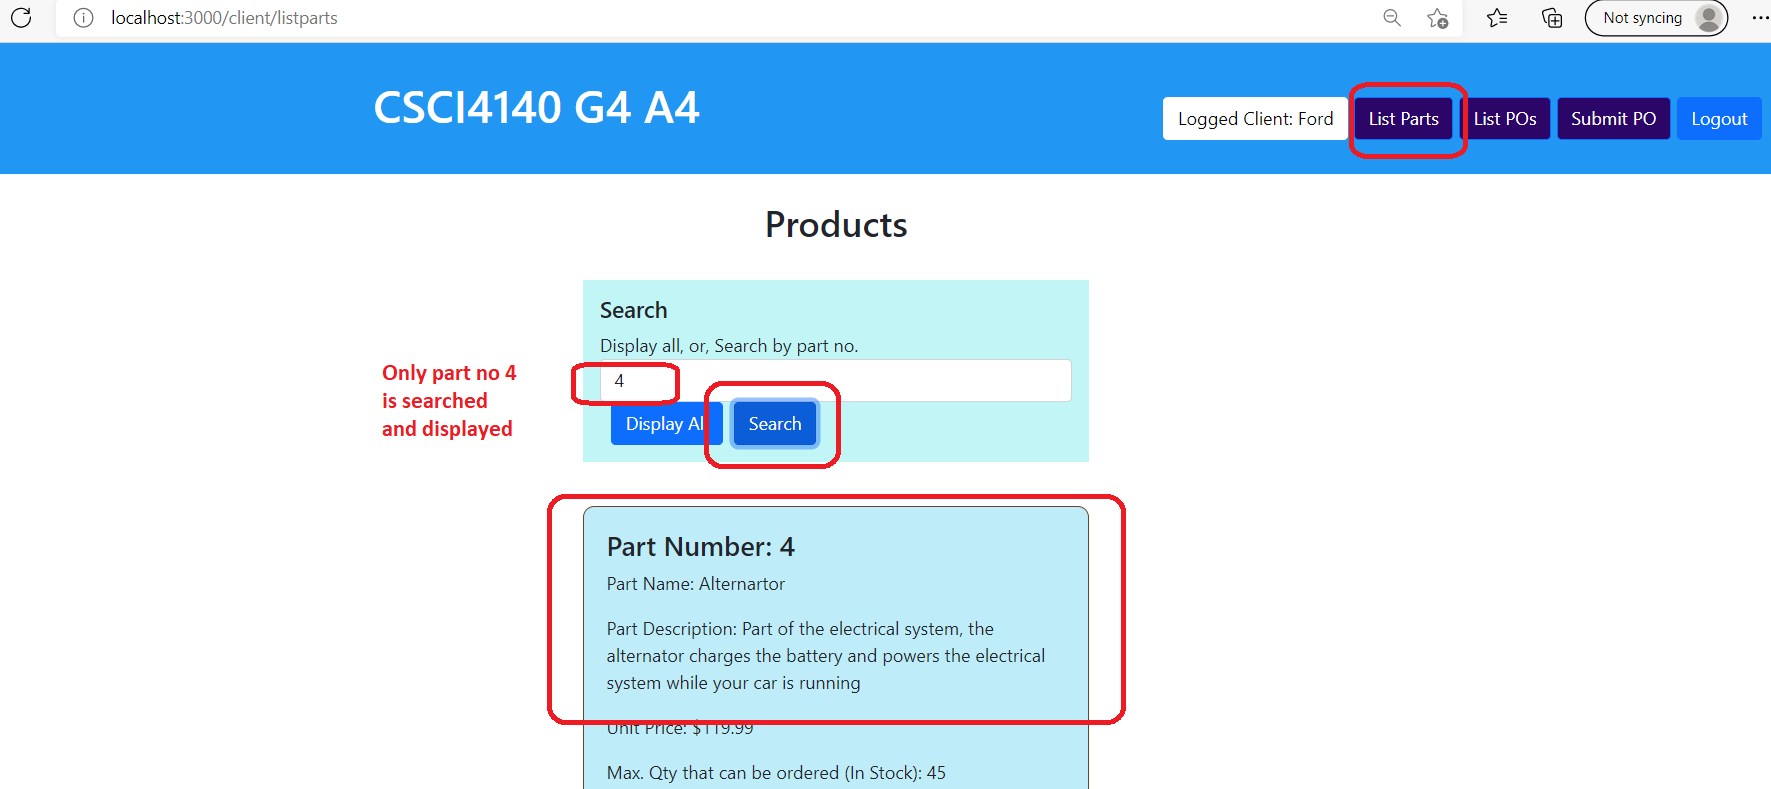 localhost:3000/client/listparts
Not syncing
CSCI4140 G4 A4
Logged Client: Ford
List Parts
List POs
Submit PO
Logout
Products
Search
Display all, or, Search by part no.
Only part no 4
is searched
and displayed
4
Display Al
Search
Part Number: 4
Part Name: Alternartor
Part Description: Part of the electrical system, the
alternator charges the battery and powers the electrical
system while your car is running
Unit Price: $119.99
Max. Qty that can be ordered (In Stock): 45